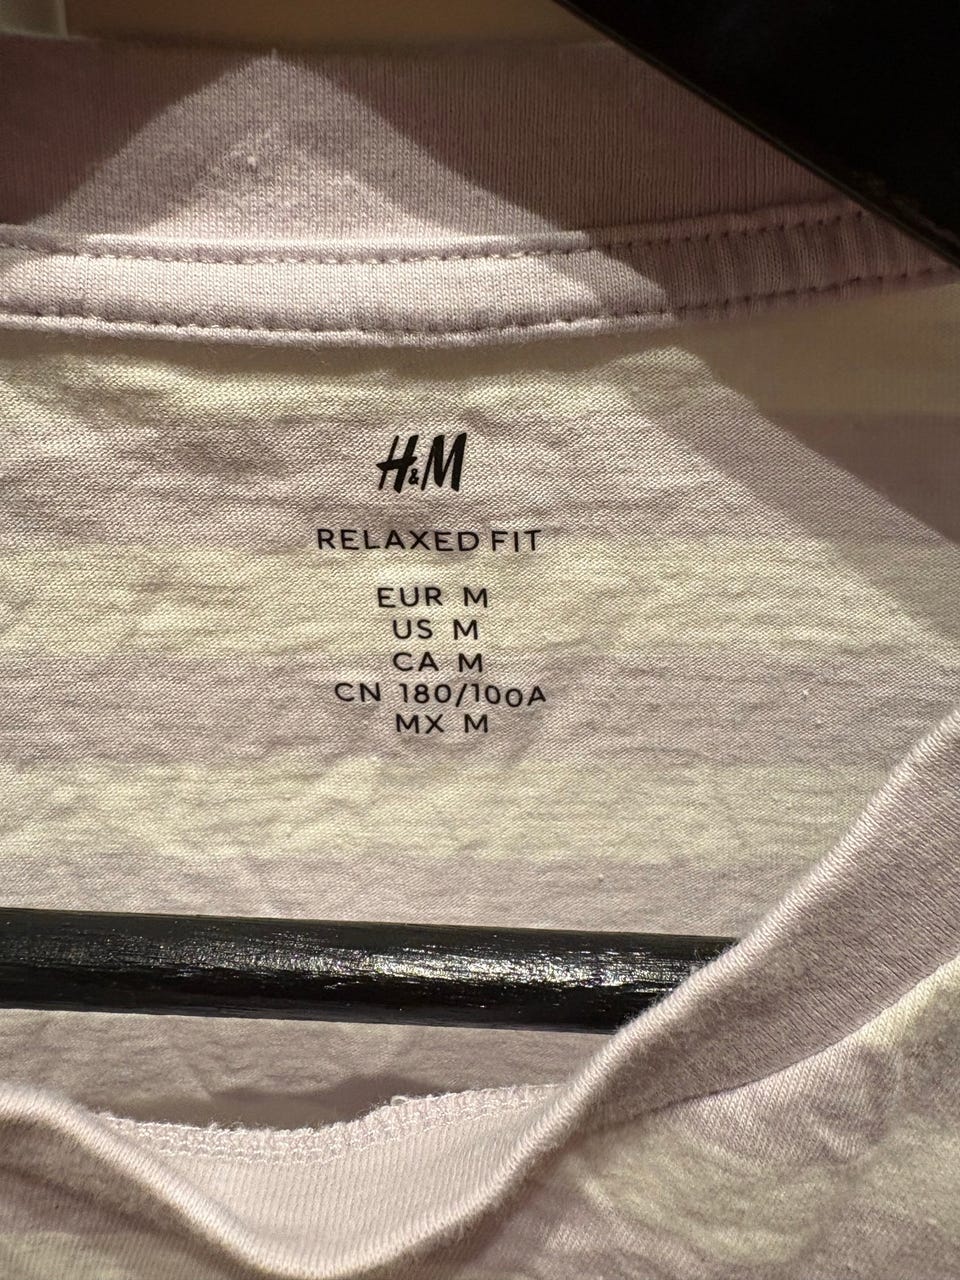 H&M
RELAXED FIT
EUR M
US M
CA M
CN 180/100A
MX M